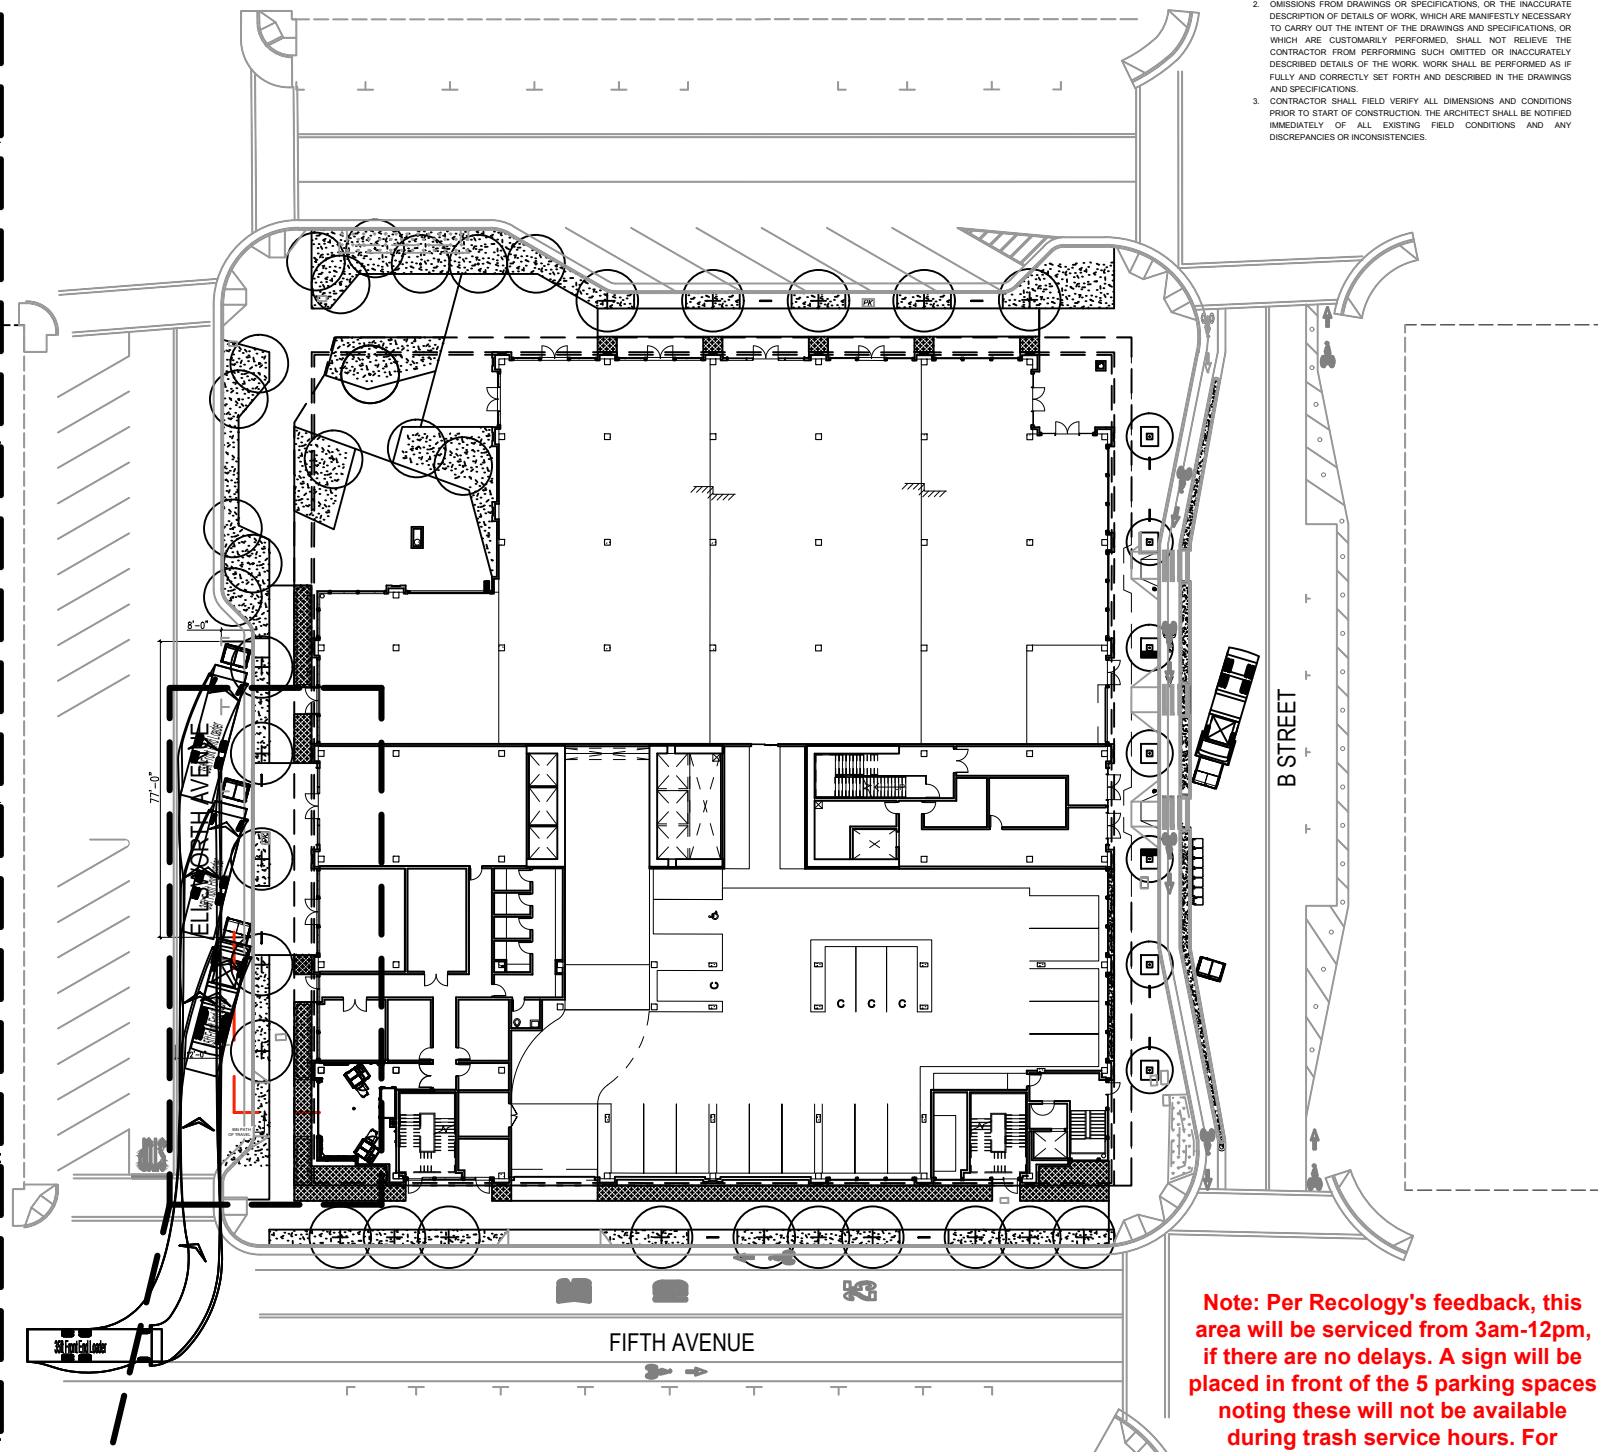 2. OMISSIONS FROM DRAWINGS OR SPECIFICATIONS, OR THE INACCURATE
DESCRIPTION OF DETAILS OF WORK, WHICH ARE MANIFESTLY NECESSARY
TO CARRY OUT THE INTENT OF THE DRAWINGS AND SPECIFICATIONS, OR
WHICH ARE CUSTOMARILY PERFORMED, SHALL NOT RELIEVE THE
CONTRACTOR FROM PERFORMING SUCH OMITTED OR INACCURATELY
DESCRIBED DETAILS OF THE WORK. WORK SHALL BE PERFORMED AS IF
FULLY AND CORRECTLY SET FORTH AND DESCRIBED IN THE DRAWINGS
AND SPECIFICATIONS.
3. CONTRACTOR SHALL FIELD VERIFY ALL DIMENSIONS AND CONDITIONS
PRIOR TO START OF CONSTRUCTION. THE ARCHITECT SHALL BE NOTIFIED
IMMEDIATELY OF ALL EXISTING FIELD CONDITIONS AND ANY
DISCREPANCIES OR INCONSISTENCIES.
PK
8'-0"
77'-0"
ELLSWORTH AVENUE
B STREET
C
C
C
C
BIN PATH
OF TRAVEL
35ft Front End Loader
FIFTH AVENUE
Note: Per Recology's feedback, this
area will be serviced from 3am-12pm,
if there are no delays. A sign will be
placed in front of the 5 parking spaces
noting these will not be available
during trash service hours. For